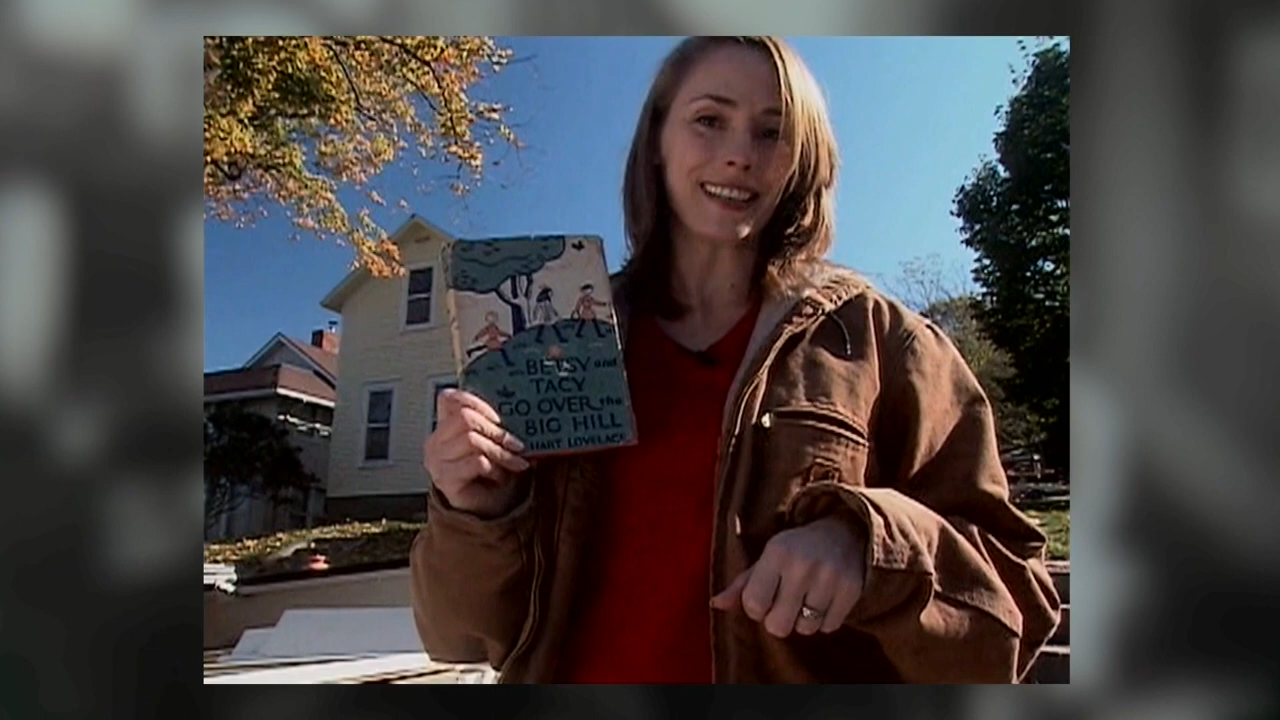 BETSY and
TACY
GO OVER the
BIG HILL
HART LOVELACE